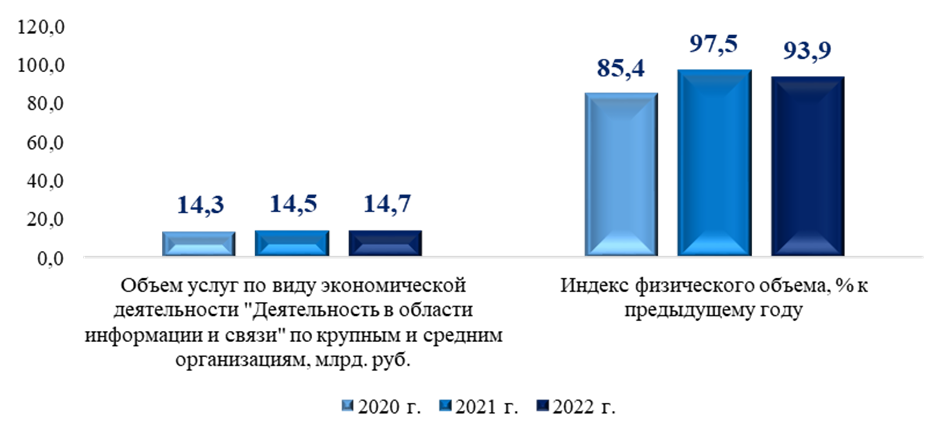 120,0
100,0
80,0
60,0
40,0
20,0
0,0
14,3 14,5 14,7
85,4 97,5 93,9
Объем услуг по виду экономической
деятельности "Деятельность в области
информации и связи" по крупным и средним
организациям, млрд. руб.
Индекс физического объема, % к
предыдущему году
2020 г. 2021 г. 2022 г.